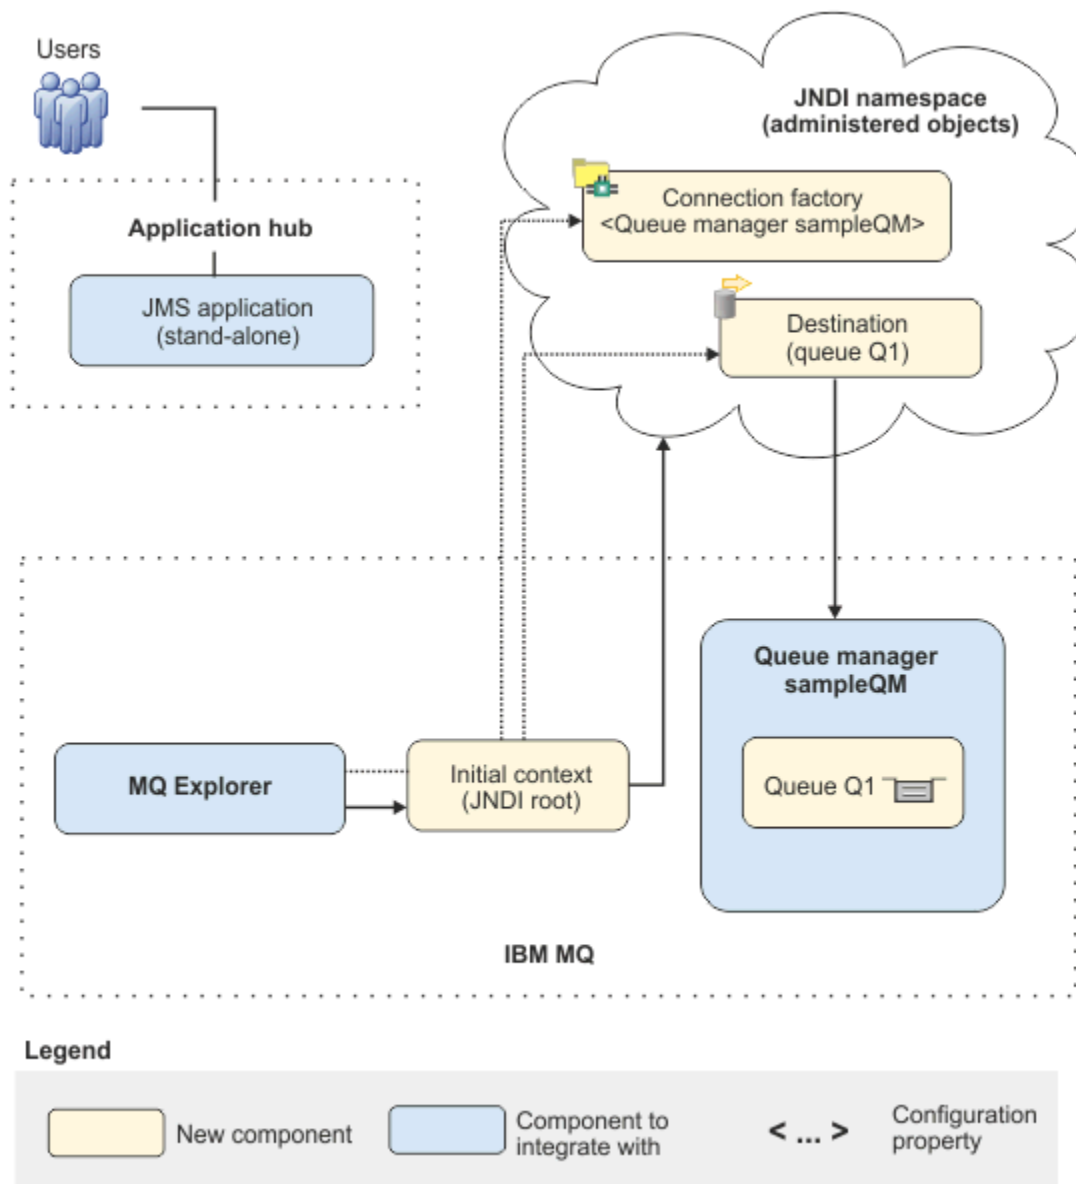 Users
JNDI namespace
(administered objects)
Connection factory
<Queue manager sampleQM>
Application hub
JMS application
(stand-alone)
Destination
(queue Q1)
Queue manager
sampleQM
MQ Explorer
Initial context
(JNDI root)
Queue Q1
IBM MQ
Legend
New component
Component to
integrate with
< ... >
Configuration
property